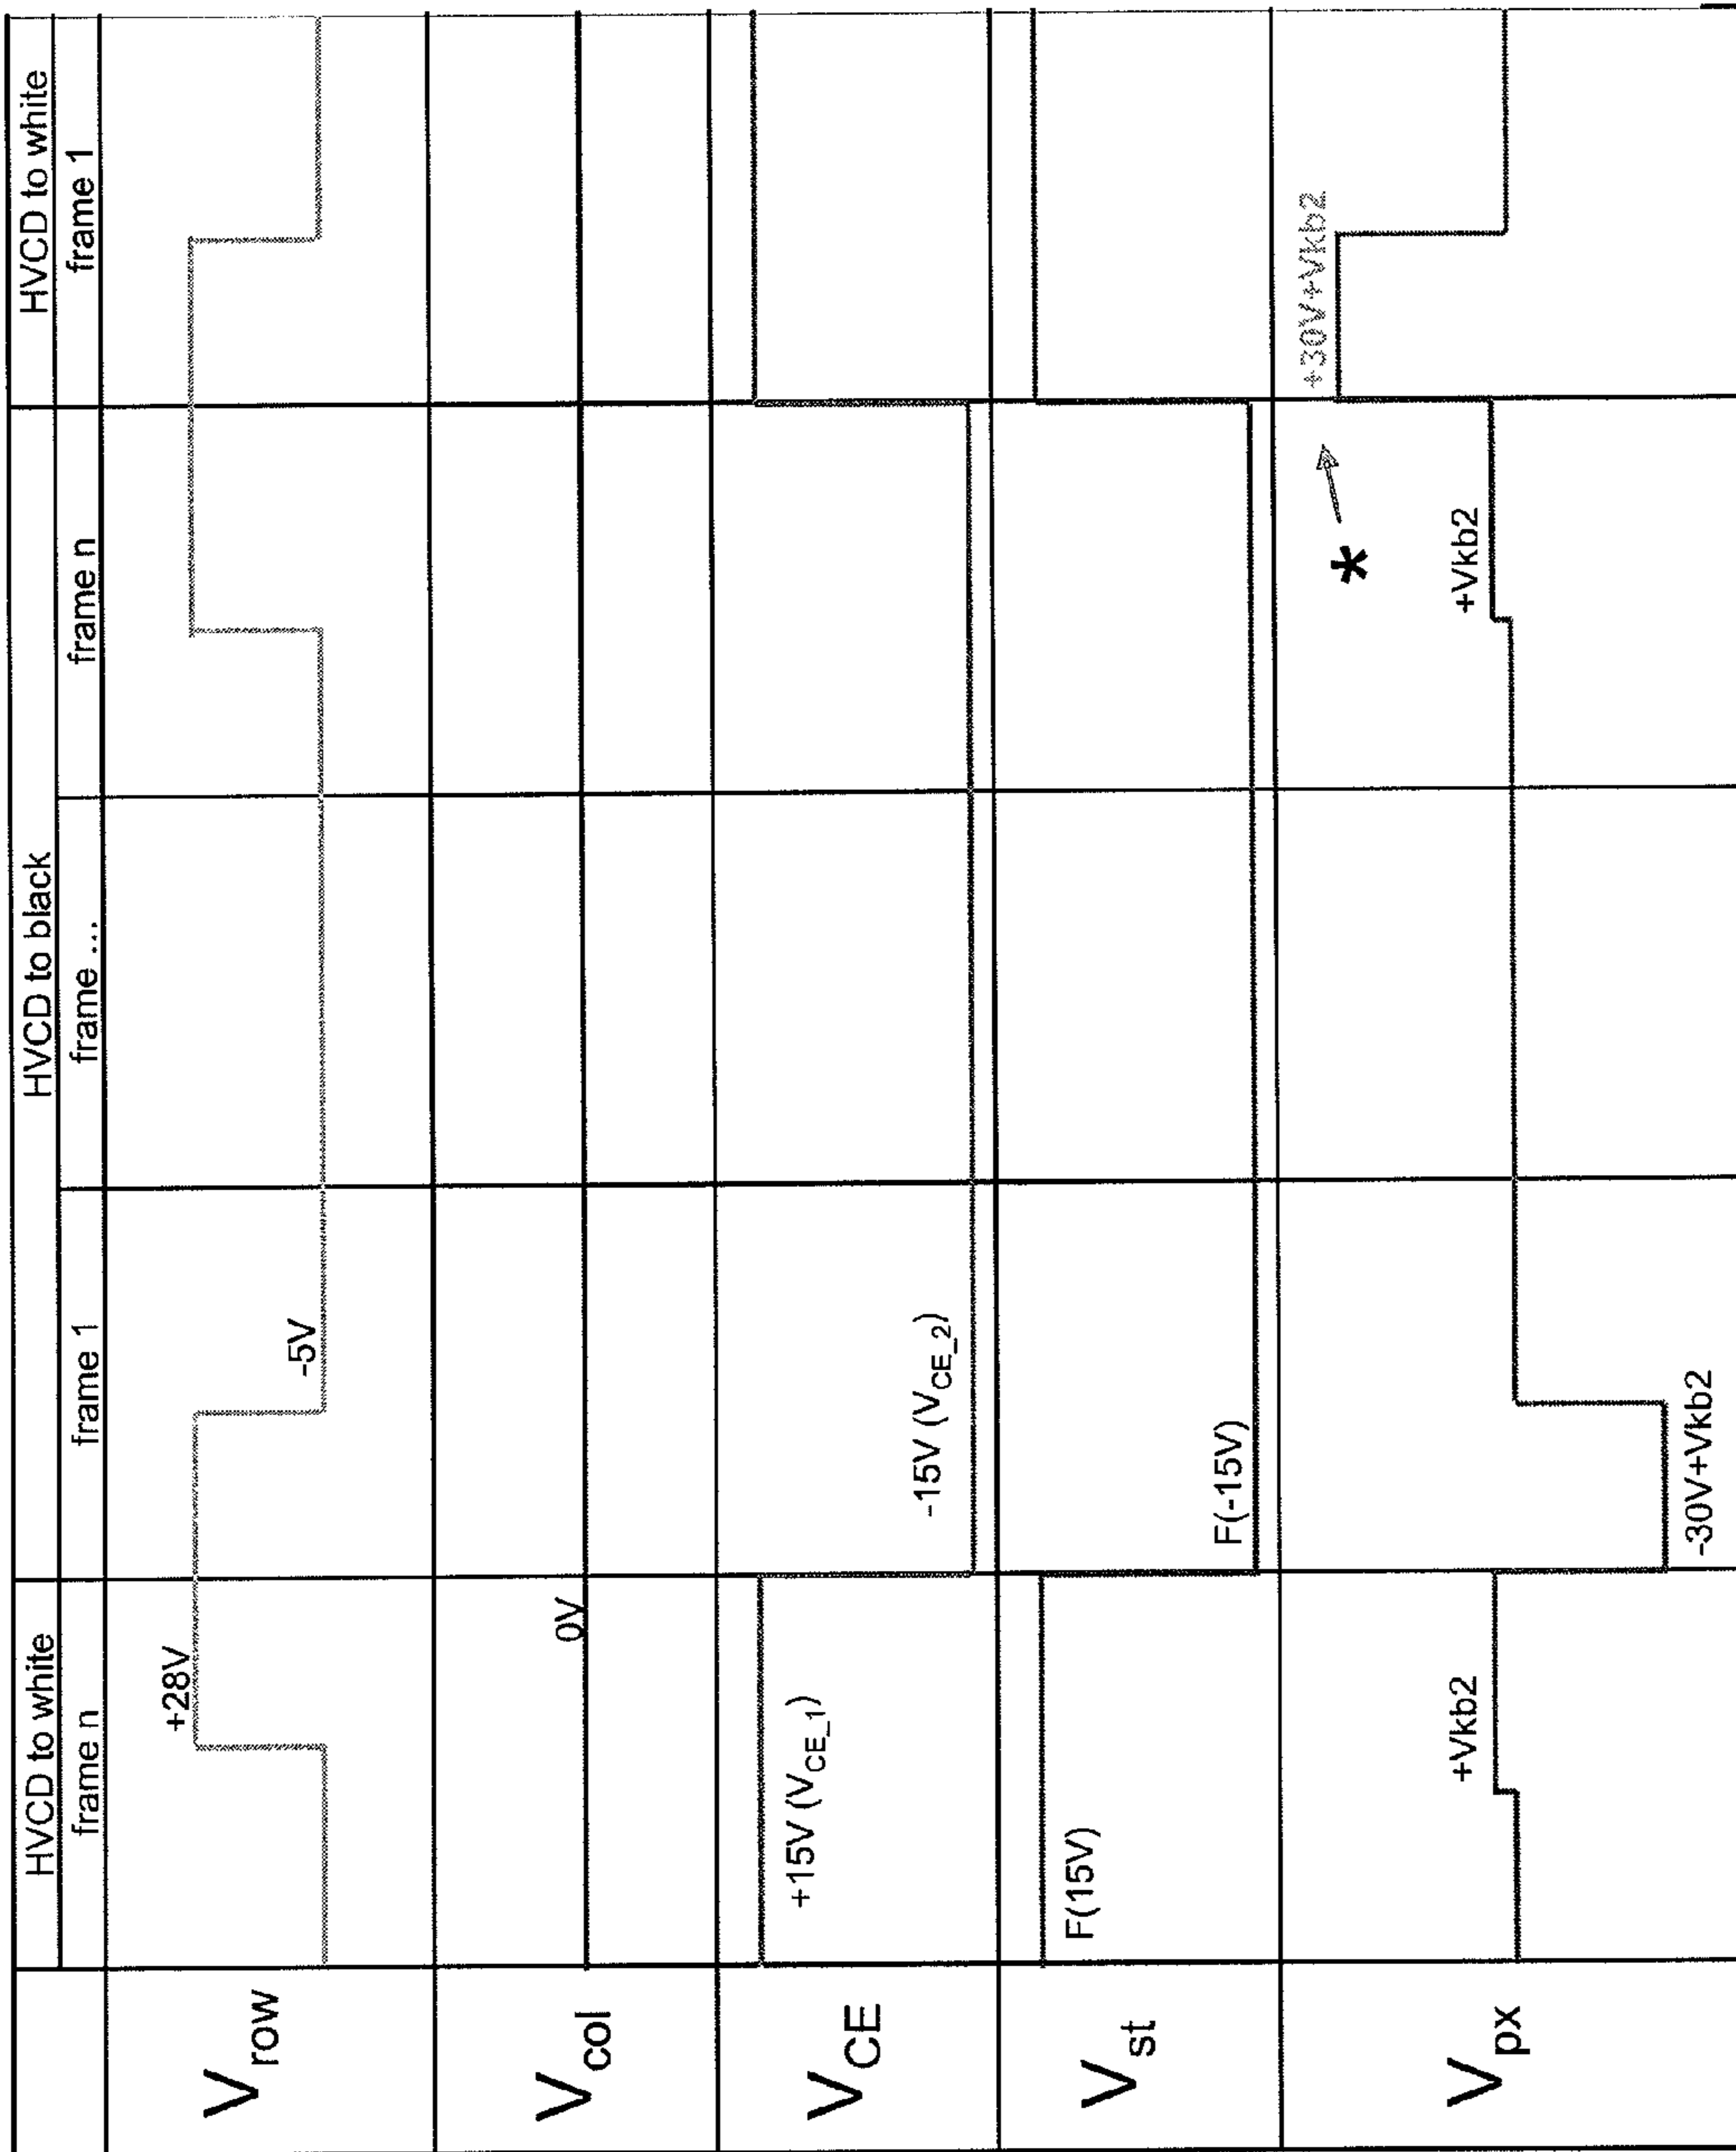 HVCD to white
HVCD to black
HVCD to white
frame n
frame 1
frame ...
frame n
frame 1
V_row
+28V
-5V
V_col
0V
V_CE
+15V (V_CE_1)
-15V (V_CE_2)
V_st
F(15V)
F(-15V)
V_px
+Vkb2
-30V+Vkb2
+Vkb2
*
+30V+Vkb2